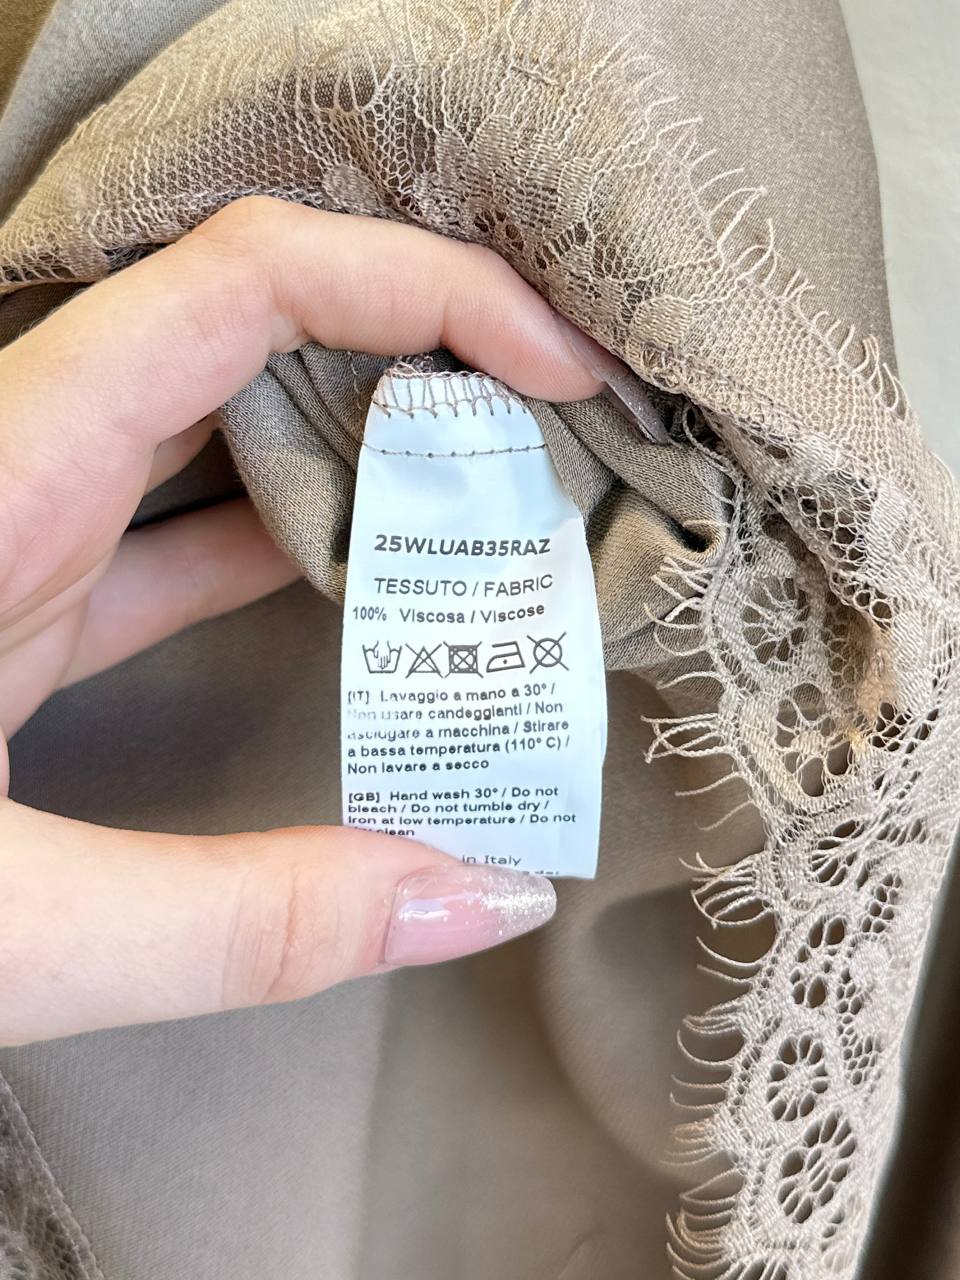 25WLUAB35RAZ
TESSUTO / FABRIC
100% Viscosa / Viscose
[IT] Lavaggio a mano a 30° /
Non usare candeggianti / Non
asciugare a macchina / Stirare
a bassa temperatura (110° C) /
Non lavare a secco
[GB] Hand wash 30° / Do not
bleach / Do not tumble dry /
Iron at low temperature / Do not
clean
in Italy